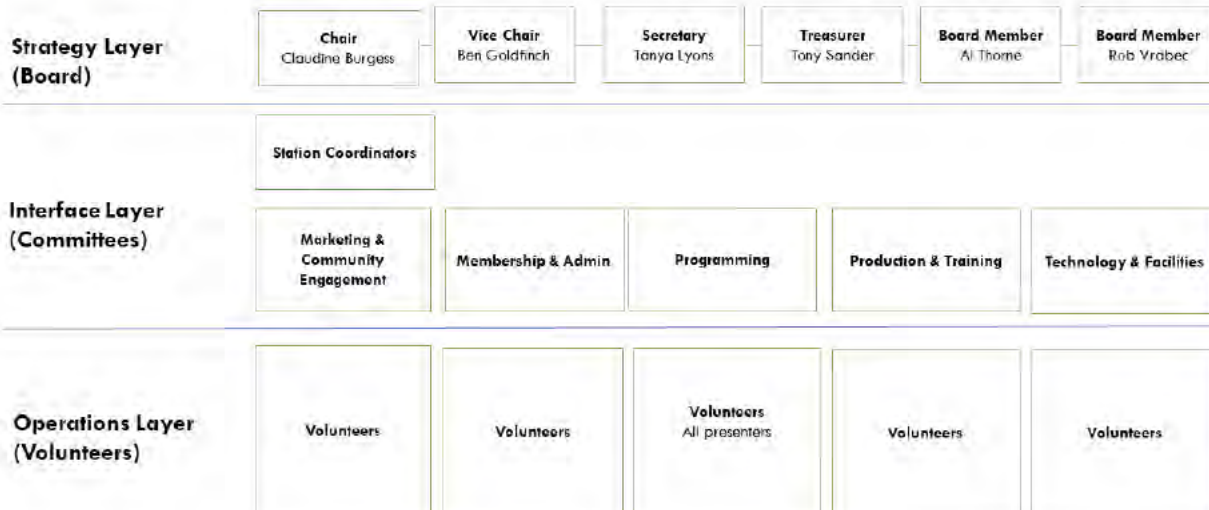 Strategy Layer
(Board)
Chair
Claudine Burgess
Vice Chair
Ben Goldfinch
Secretary
Tanya Lyons
Treasurer
Tony Sander
Board Member
Al Thorne
Board Member
Rob Vrabec
Interface Layer
(Committees)
Station Coordinators
Marketing &
Community
Engagement
Membership & Admin
Programming
Production & Training
Technology & Facilities
Operations Layer
(Volunteers)
Volunteers
Volunteers
Volunteers
All presenters
Volunteers
Volunteers